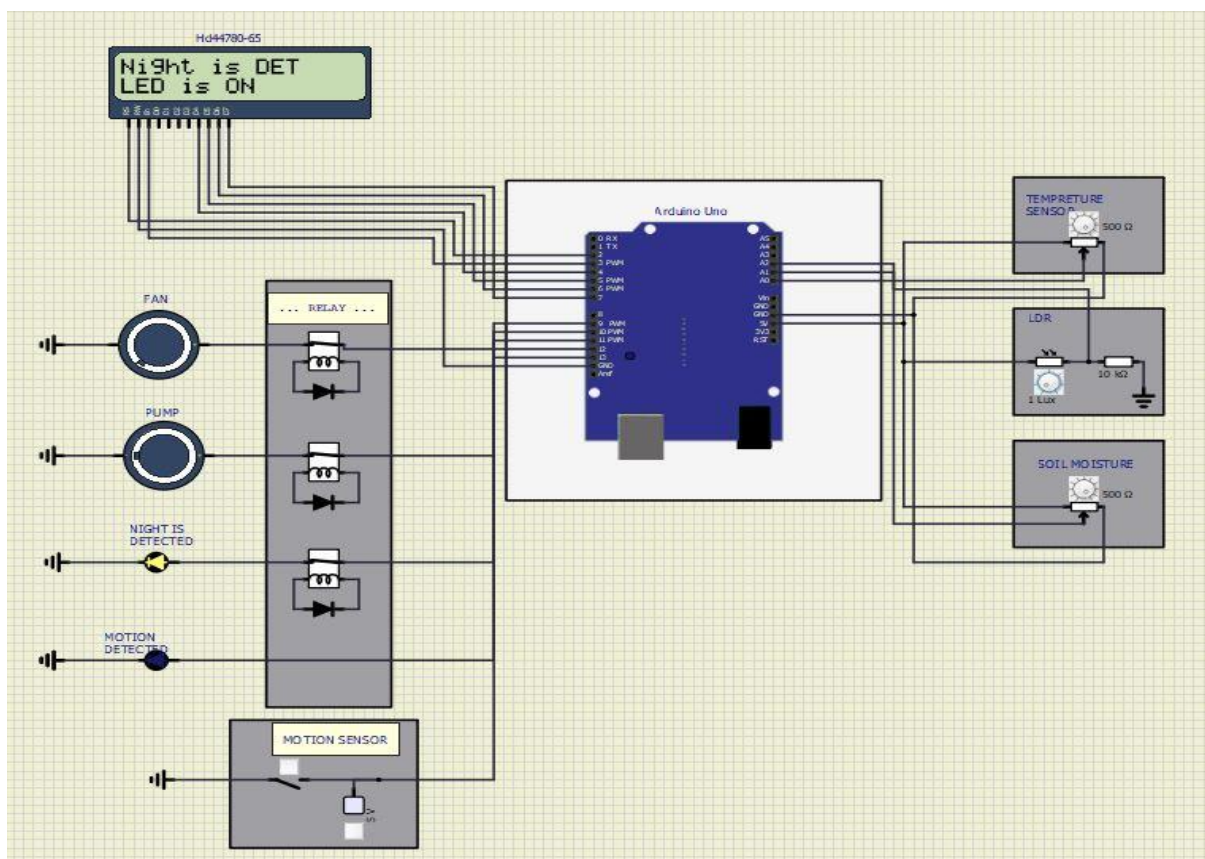 Hd44780-65
Night is DET
LED is ON
Arduino Uno
0 RX
1 TX
2
3 PWM
4
5 PWM
6 PWM
7
8
9 PWM
10 PWM
11 PWM
12
13
GND
Aref
A5
A4
A3
A2
A1
A0
Vin
GND
GND
5V
3V3
RST
TEMPRETURE
SENSOR
500 Ω
LDR
10 kΩ
1 Lux
SOIL MOISTURE
500 Ω
... RELAY ...
FAN
PUMP
NIGHT IS
DETECTED
MOTION
DETECTED
MOTION SENSOR
5 V